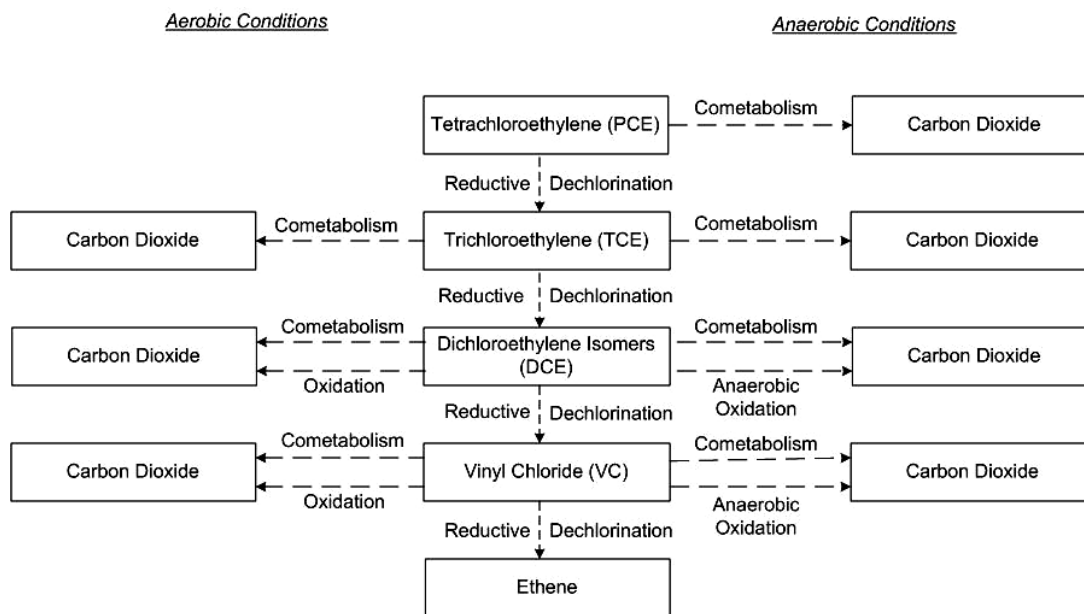 Aerobic Conditions
Anaerobic Conditions
Tetrachloroethylene (PCE)
Cometabolism
Carbon Dioxide
Reductive Dechlorination
Carbon Dioxide
Cometabolism
Trichloroethylene (TCE)
Cometabolism
Carbon Dioxide
Reductive Dechlorination
Carbon Dioxide
Cometabolism
Oxidation
Dichloroethylene Isomers
(DCE)
Cometabolism
Anaerobic
Oxidation
Carbon Dioxide
Reductive Dechlorination
Carbon Dioxide
Cometabolism
Oxidation
Vinyl Chloride (VC)
Cometabolism
Anaerobic
Oxidation
Carbon Dioxide
Reductive Dechlorination
Ethene